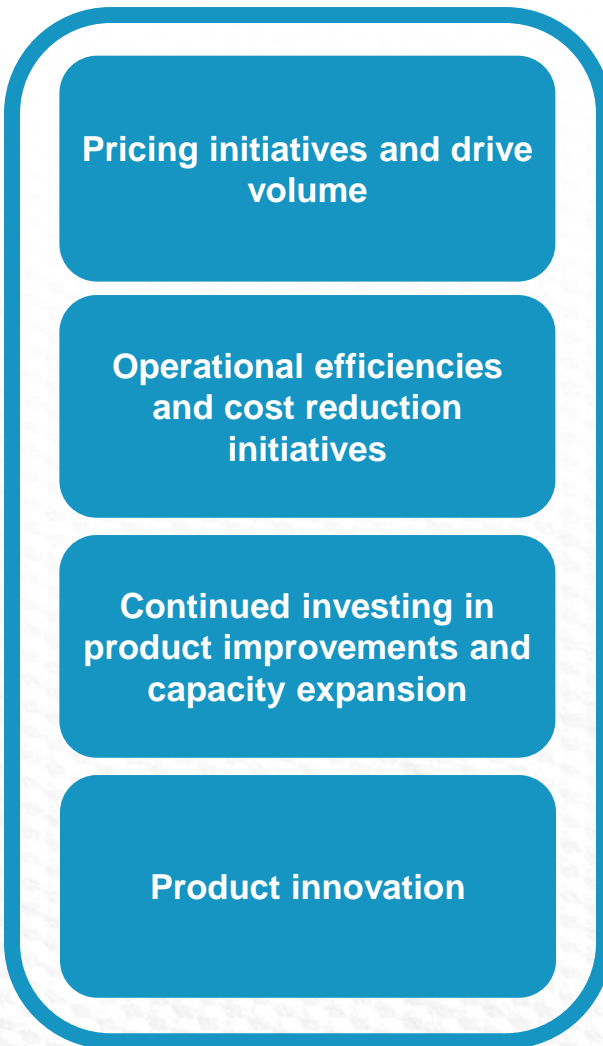 Pricing initiatives and drive
volume
Operational efficiencies
and cost reduction
initiatives
Continued investing in
product improvements and
capacity expansion
Product innovation